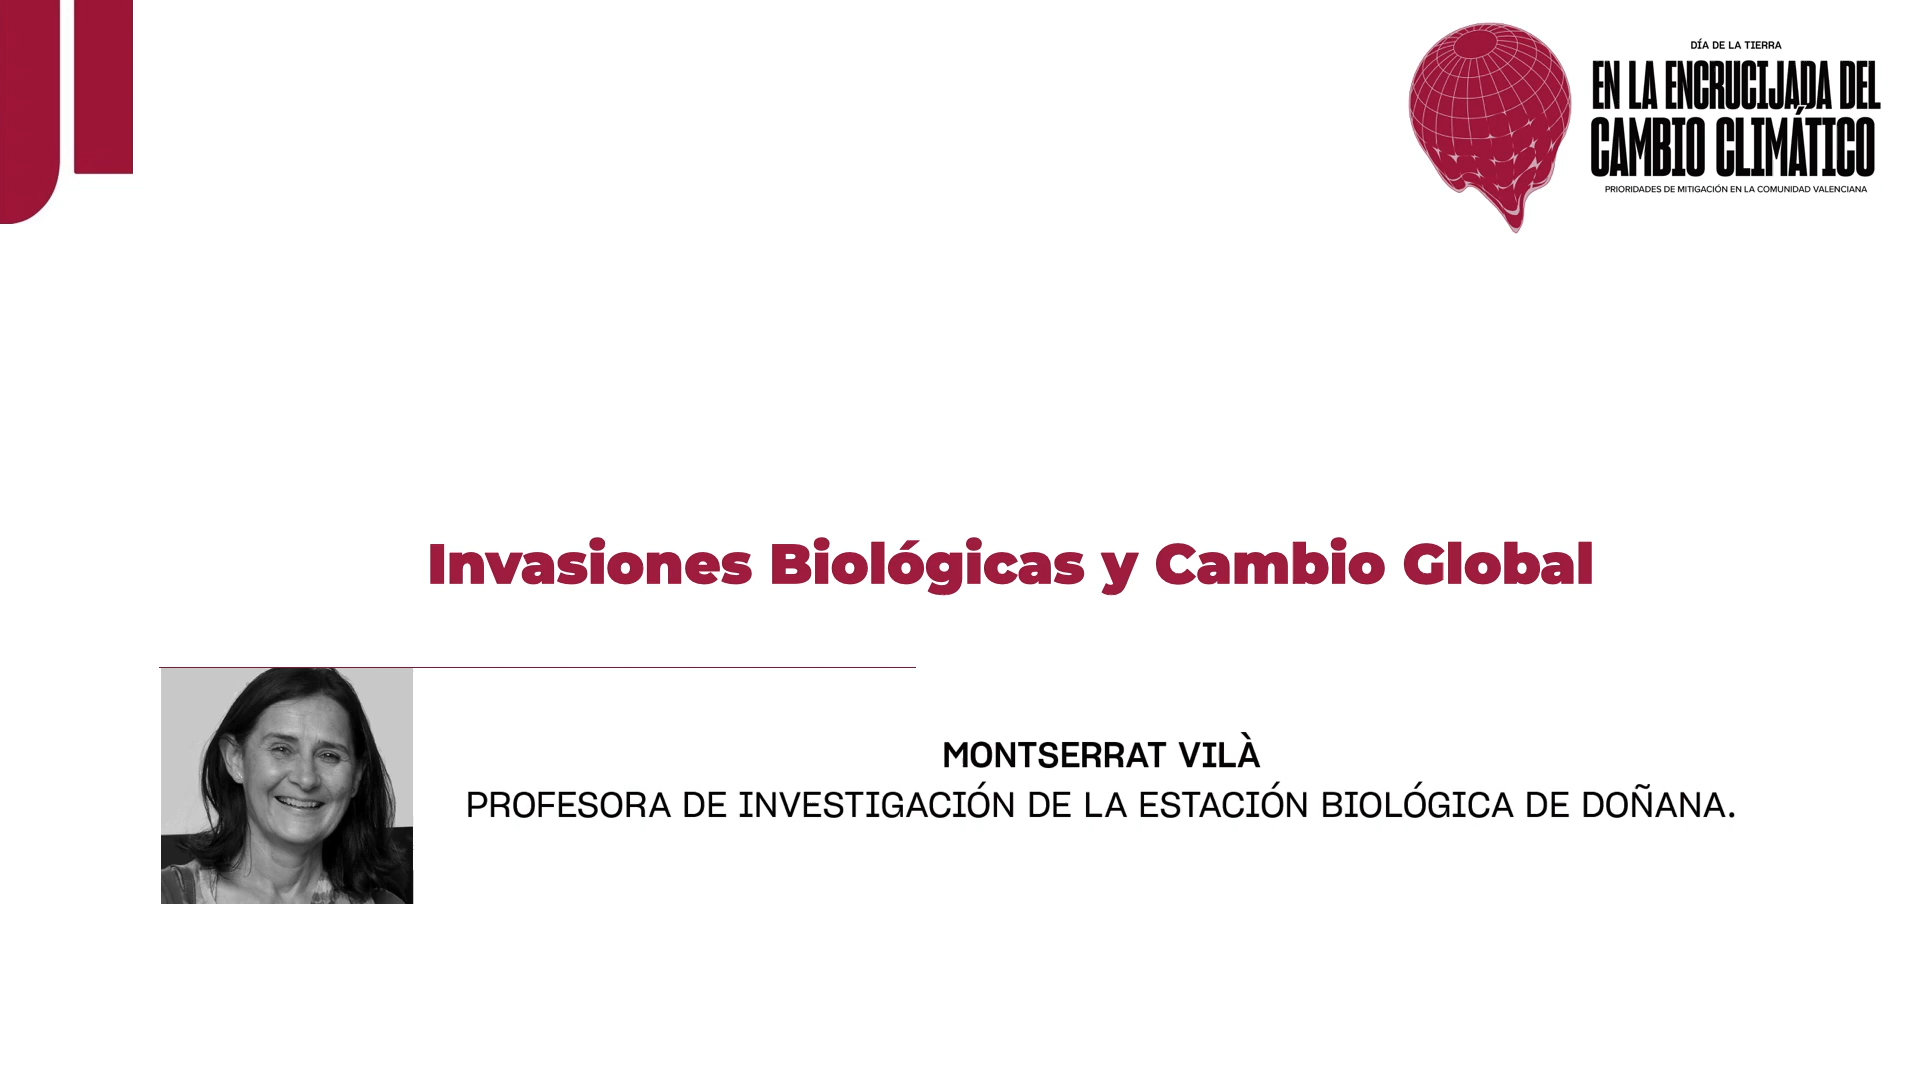 DÍA DE LA TIERRA
EN LA ENCRUCIJADA DEL
CAMBIO CLIMÁTICO
PRIORIDADES DE MITIGACIÓN EN LA COMUNIDAD VALENCIANA
Invasiones Biológicas y Cambio Global
MONTSERRAT VILÀ
PROFESORA DE INVESTIGACIÓN DE LA ESTACIÓN BIOLÓGICA DE DOÑANA.